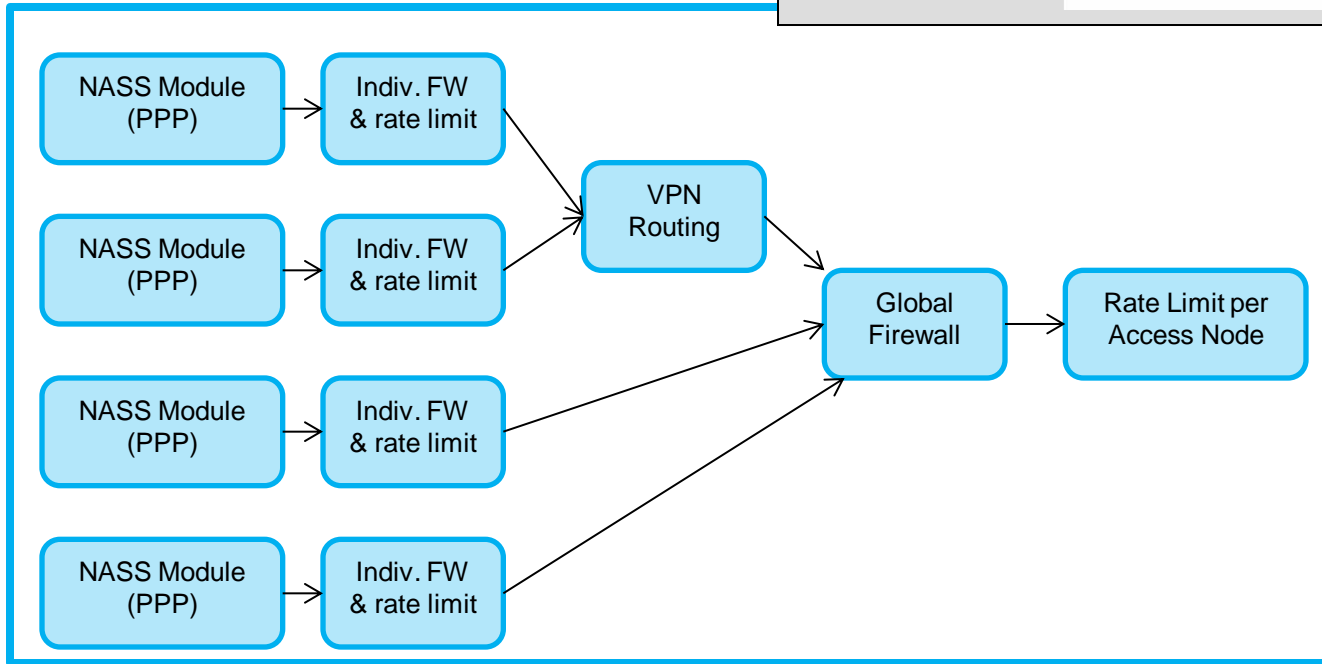 NASS Module
(PPP)
Indiv. FW
& rate limit
NASS Module
(PPP)
Indiv. FW
& rate limit
VPN
Routing
NASS Module
(PPP)
Indiv. FW
& rate limit
Global
Firewall
Rate Limit per
Access Node
NASS Module
(PPP)
Indiv. FW
& rate limit